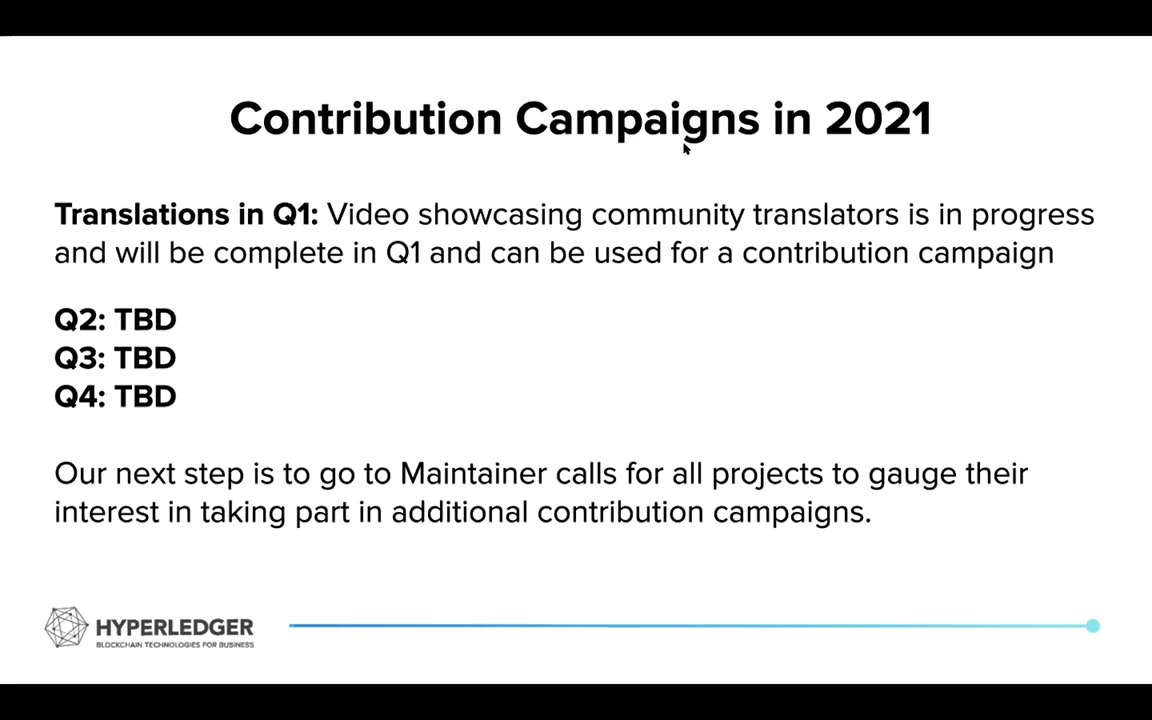 Contribution Campaigns in 2021
Translations in Q1: Video showcasing community translators is in progress
and will be complete in Q1 and can be used for a contribution campaign
Q2: TBD
Q3: TBD
Q4: TBD
Our next step is to go to Maintainer calls for all projects to gauge their
interest in taking part in additional contribution campaigns.
HYPERLEDGER
BLOCKCHAIN TECHNOLOGIES FOR BUSINESS